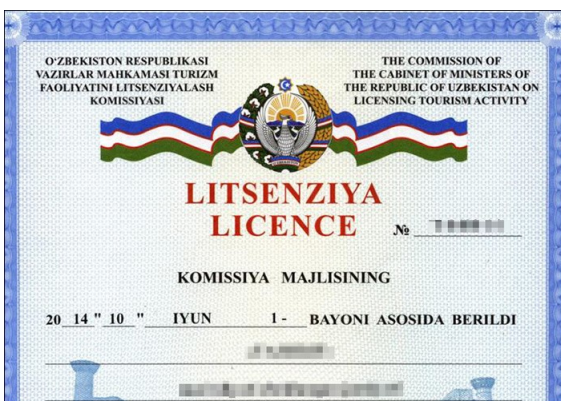 O'ZBEKISTON RESPUBLIKASI
VAZIRLAR MAHKAMASI TURIZM
FAOLIYATINI LITSENZIYALASH
KOMISSIYASI
THE COMMISSION OF
THE CABINET OF MINISTERS OF
THE REPUBLIC OF UZBEKISTAN ON
LICENSING TOURISM ACTIVITY
LITSENZIYA
LICENCE
№
KOMISSIYA MAJLISINING
20 14 " 10 " IYUN 1 - BAYONI ASOSIDA BERILDI